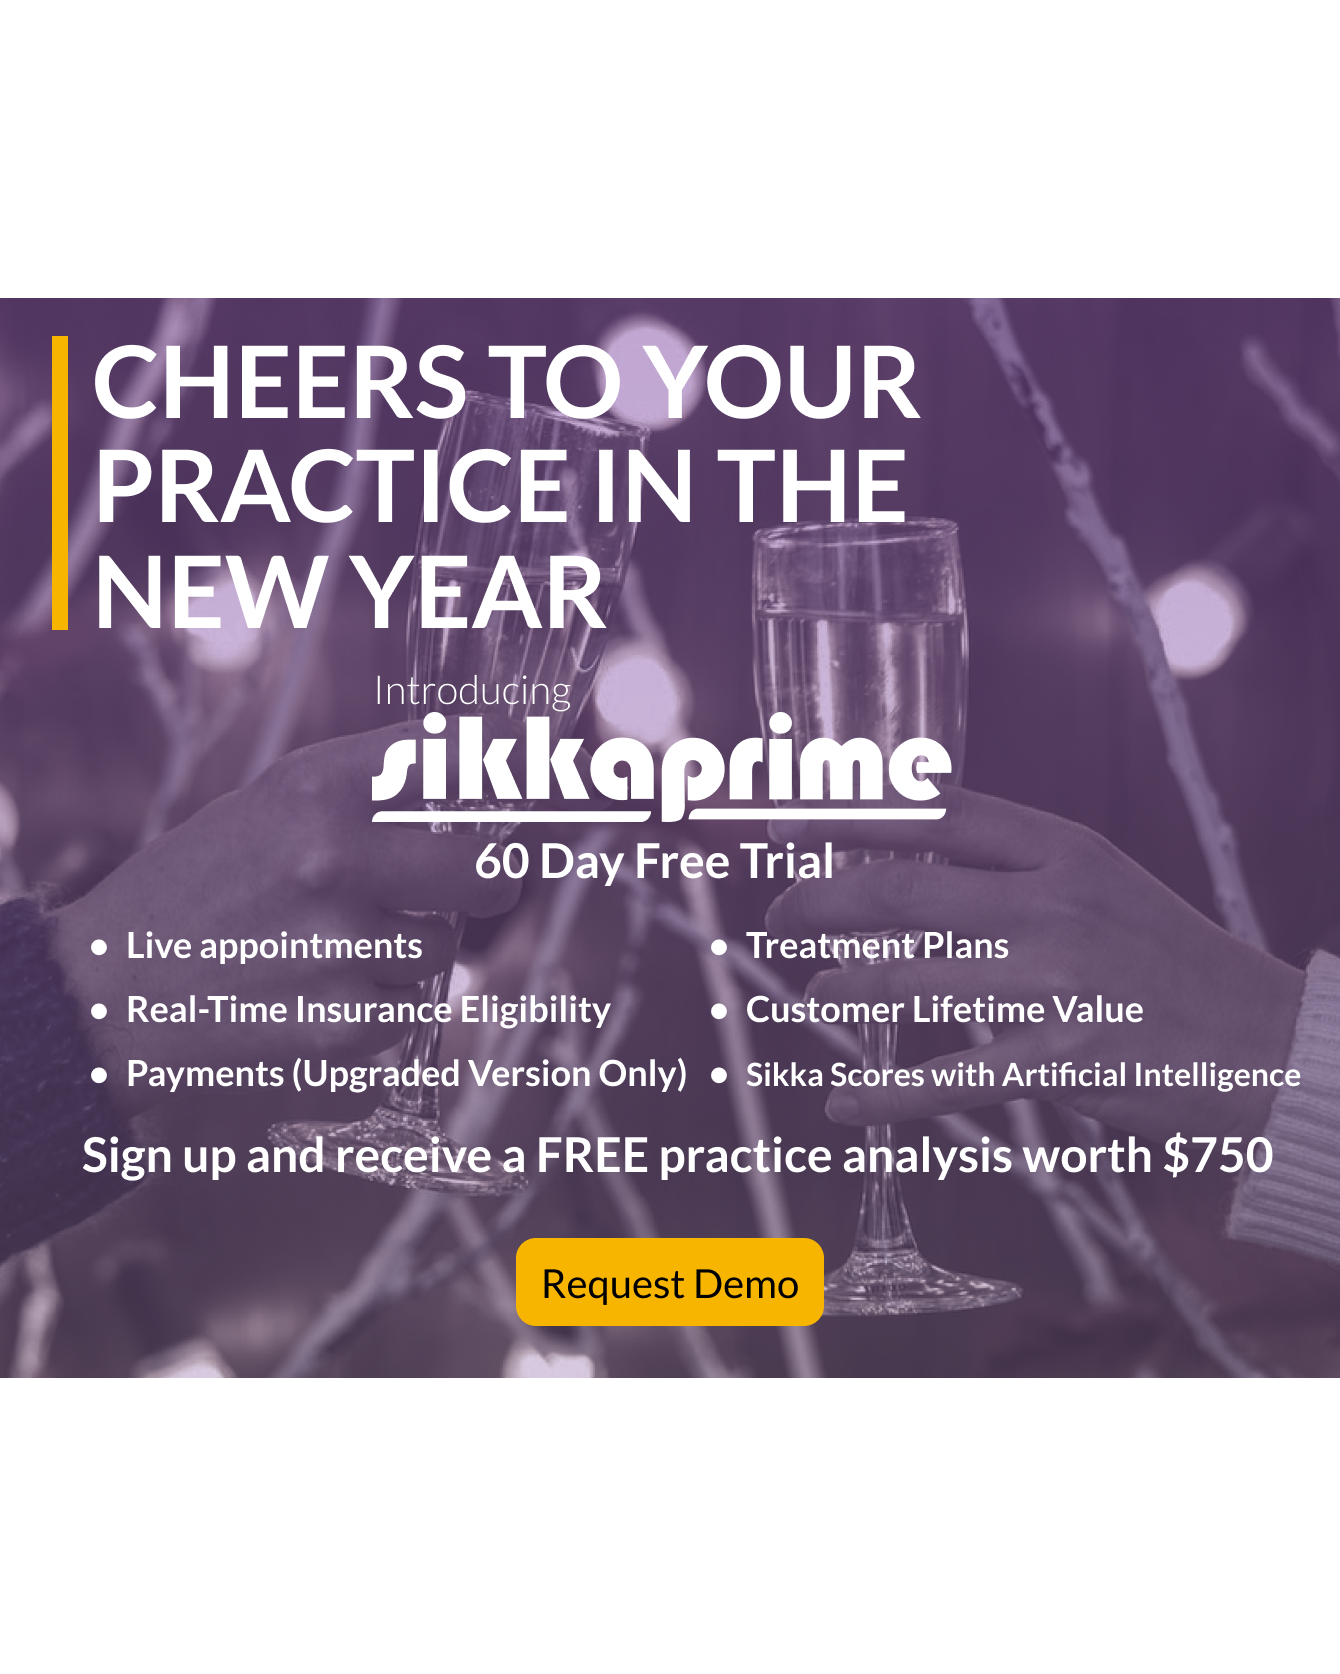 CHEERS TO YOUR
PRACTICE IN THE
NEW YEAR
Introducing
sikkaprime
60 Day Free Trial
● Live appointments
● Real-Time Insurance Eligibility
● Payments (Upgraded Version Only)
● Treatment Plans
● Customer Lifetime Value
● Sikka Scores with Artificial Intelligence
Sign up and receive a FREE practice analysis worth $750
Request Demo